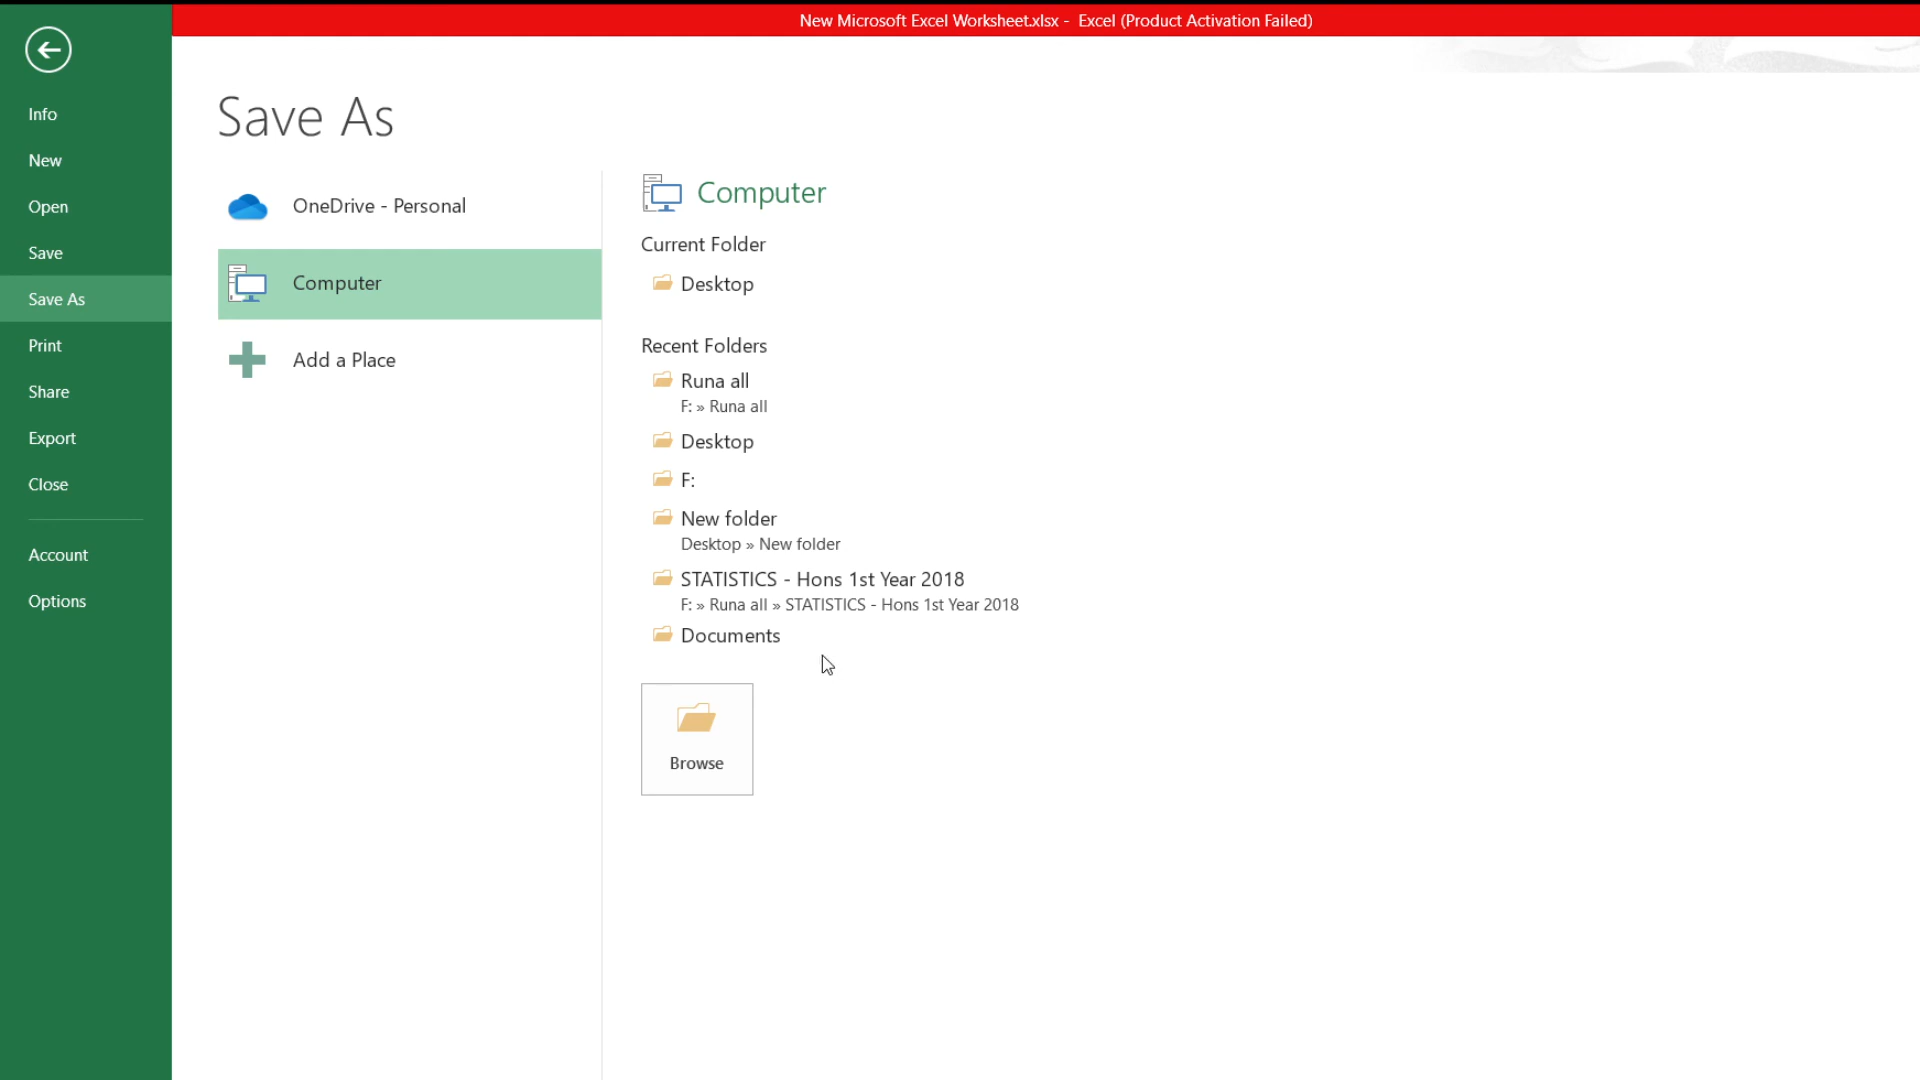 New Microsoft Excel Worksheet.xlsx - Excel (Product Activation Failed)
Info
New
Open
Save
Save As
Print
Share
Export
Close
Account
Options
Save As
OneDrive - Personal
Computer
Add a Place
Computer
Current Folder
Desktop
Recent Folders
Runa all
F: » Runa all
Desktop
F:
New folder
Desktop » New folder
STATISTICS - Hons 1st Year 2018
F: » Runa all » STATISTICS - Hons 1st Year 2018
Documents
Browse